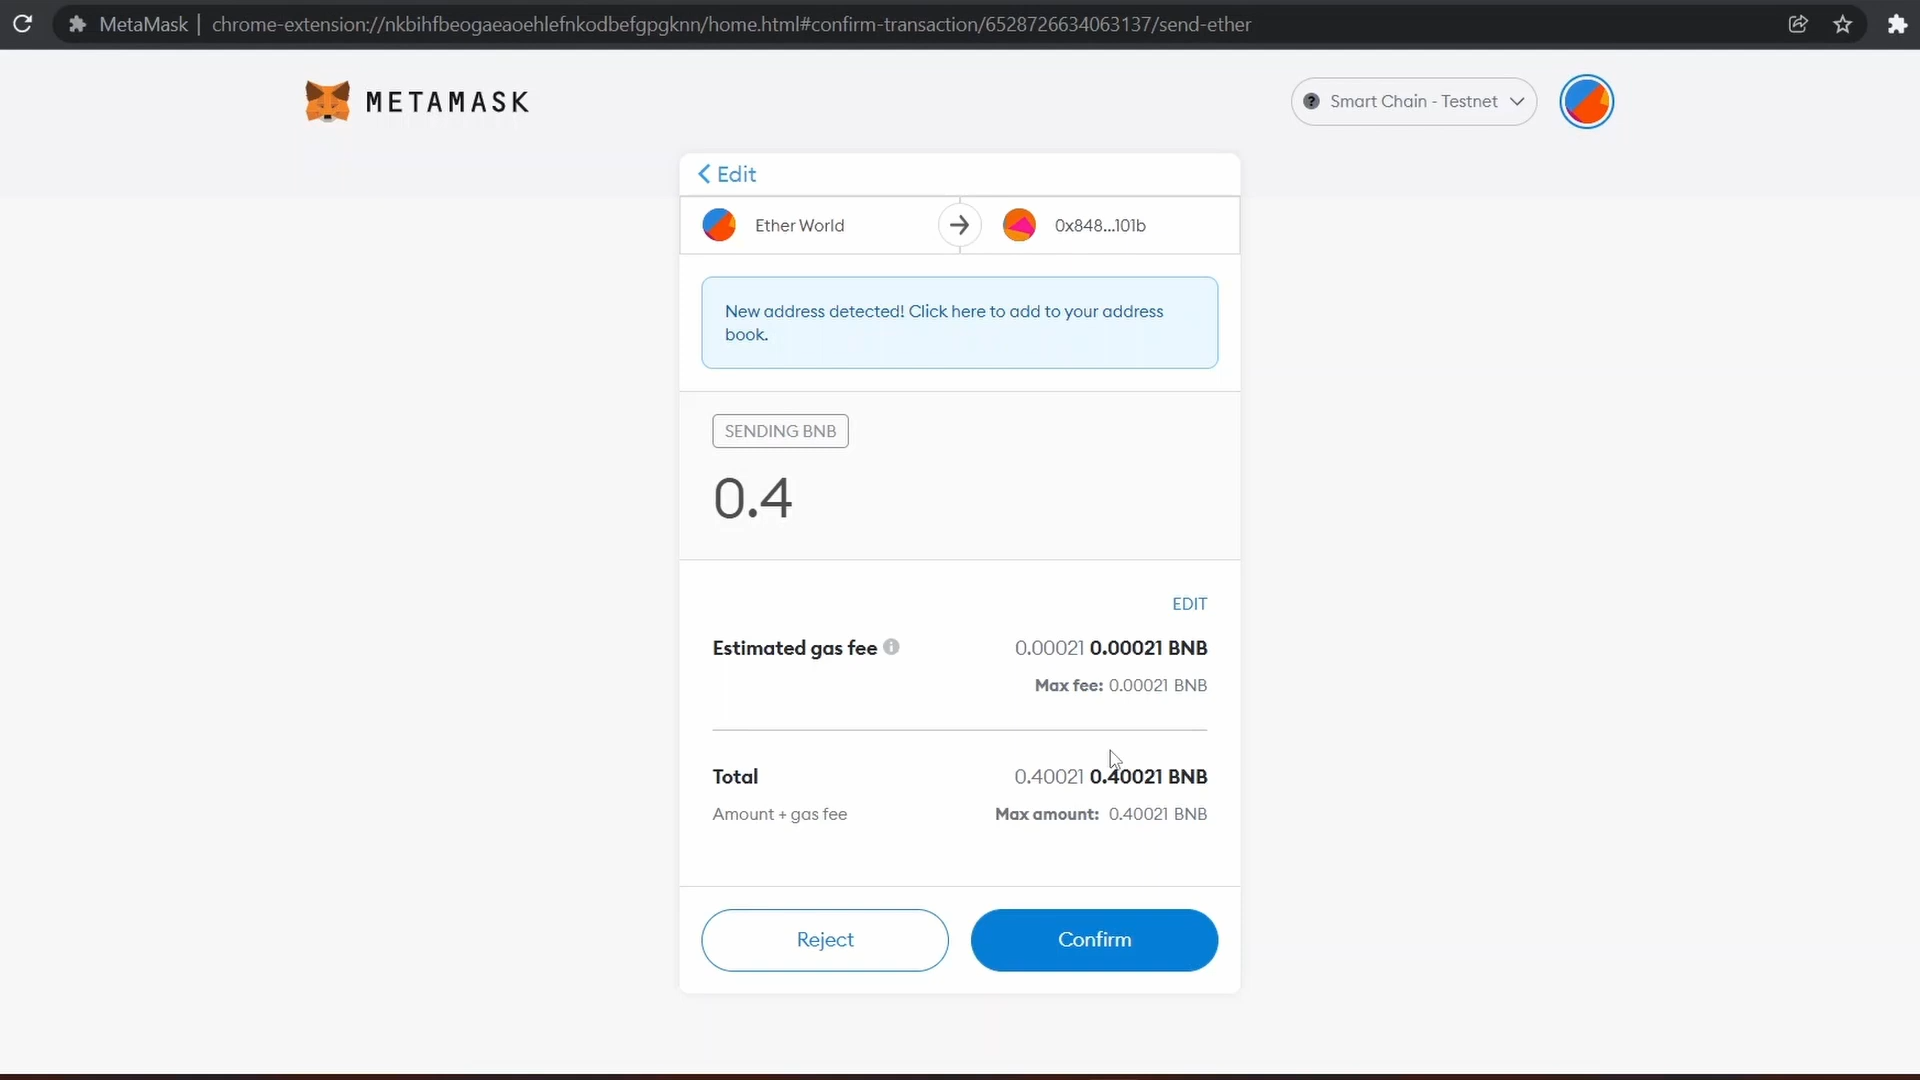 MetaMask | chrome-extension://nkbihfbeogaeaoehlefnkodbefgpgknn/home.html#confirm-transaction/6528726634063137/send-ether
METAMASK
? Smart Chain - Testnet
Edit
Ether World
0x848...101b
New address detected! Click here to add to your address
book.
SENDING BNB
0.4
EDIT
Estimated gas fee i 0.00021 0.00021 BNB
Max fee: 0.00021 BNB
Total 0.40021 0.40021 BNB
Amount + gas fee Max amount: 0.40021 BNB
Reject
Confirm